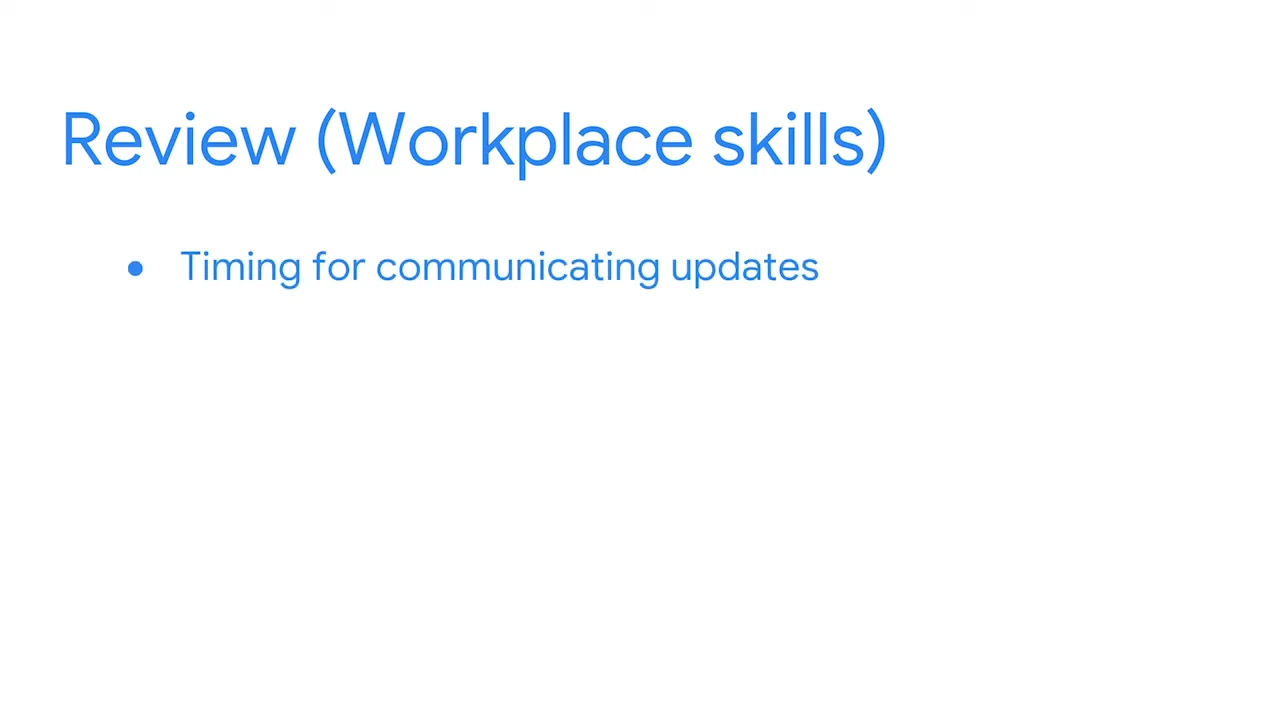 Review (Workplace skills)
● Timing for communicating updates